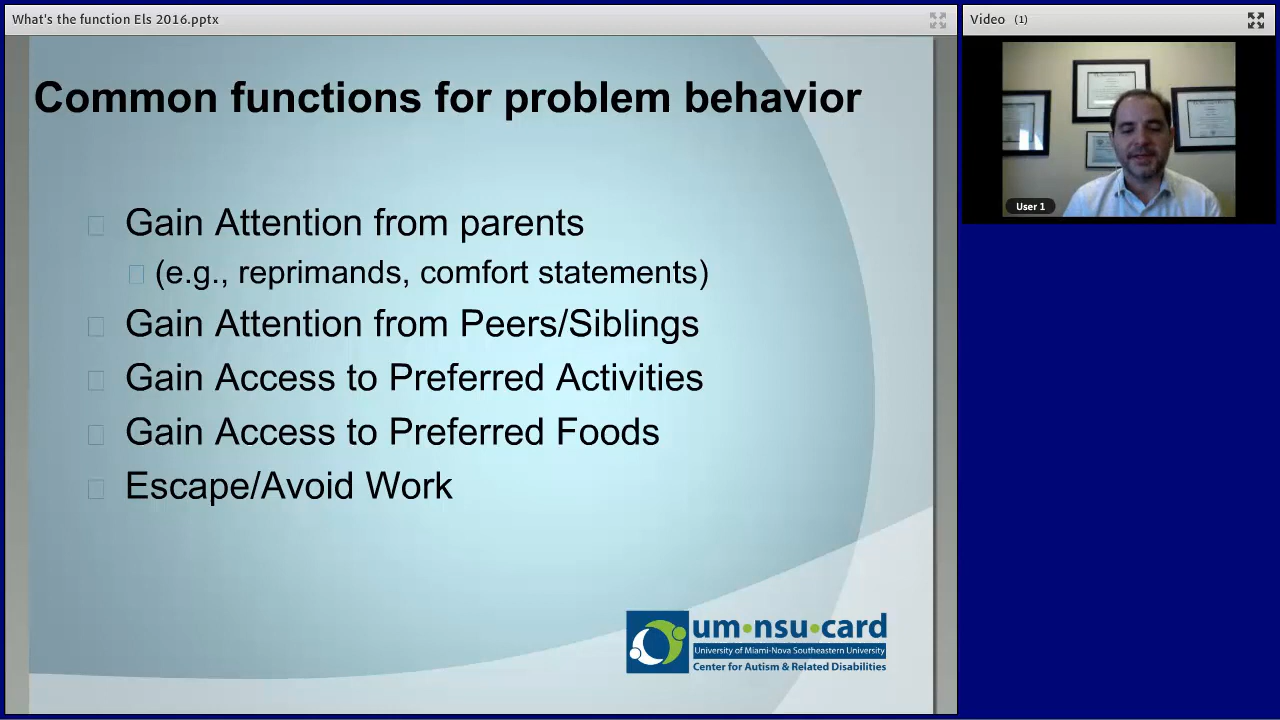 What's the function Els 2016.pptx
Video (1)
Common functions for problem behavior
Gain Attention from parents
(e.g., reprimands, comfort statements)
Gain Attention from Peers/Siblings
Gain Access to Preferred Activities
Gain Access to Preferred Foods
Escape/Avoid Work
User 1
um•nsu•card
University of Miami-Nova Southeastern University
Center for Autism & Related Disabilities